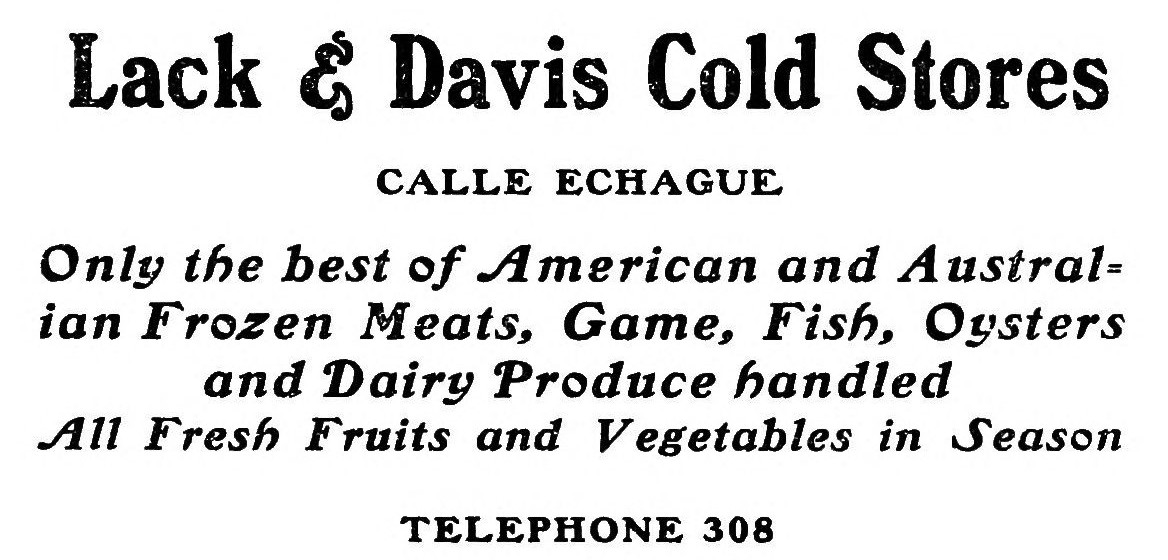 Lack & Davis Cold Stores
CALLE ECHAGUE
Only the best of American and Austral=
ian Frozen Meats, Game, Fish, Oysters
and Dairy Produce handled
All Fresh Fruits and Vegetables in Season
TELEPHONE 308